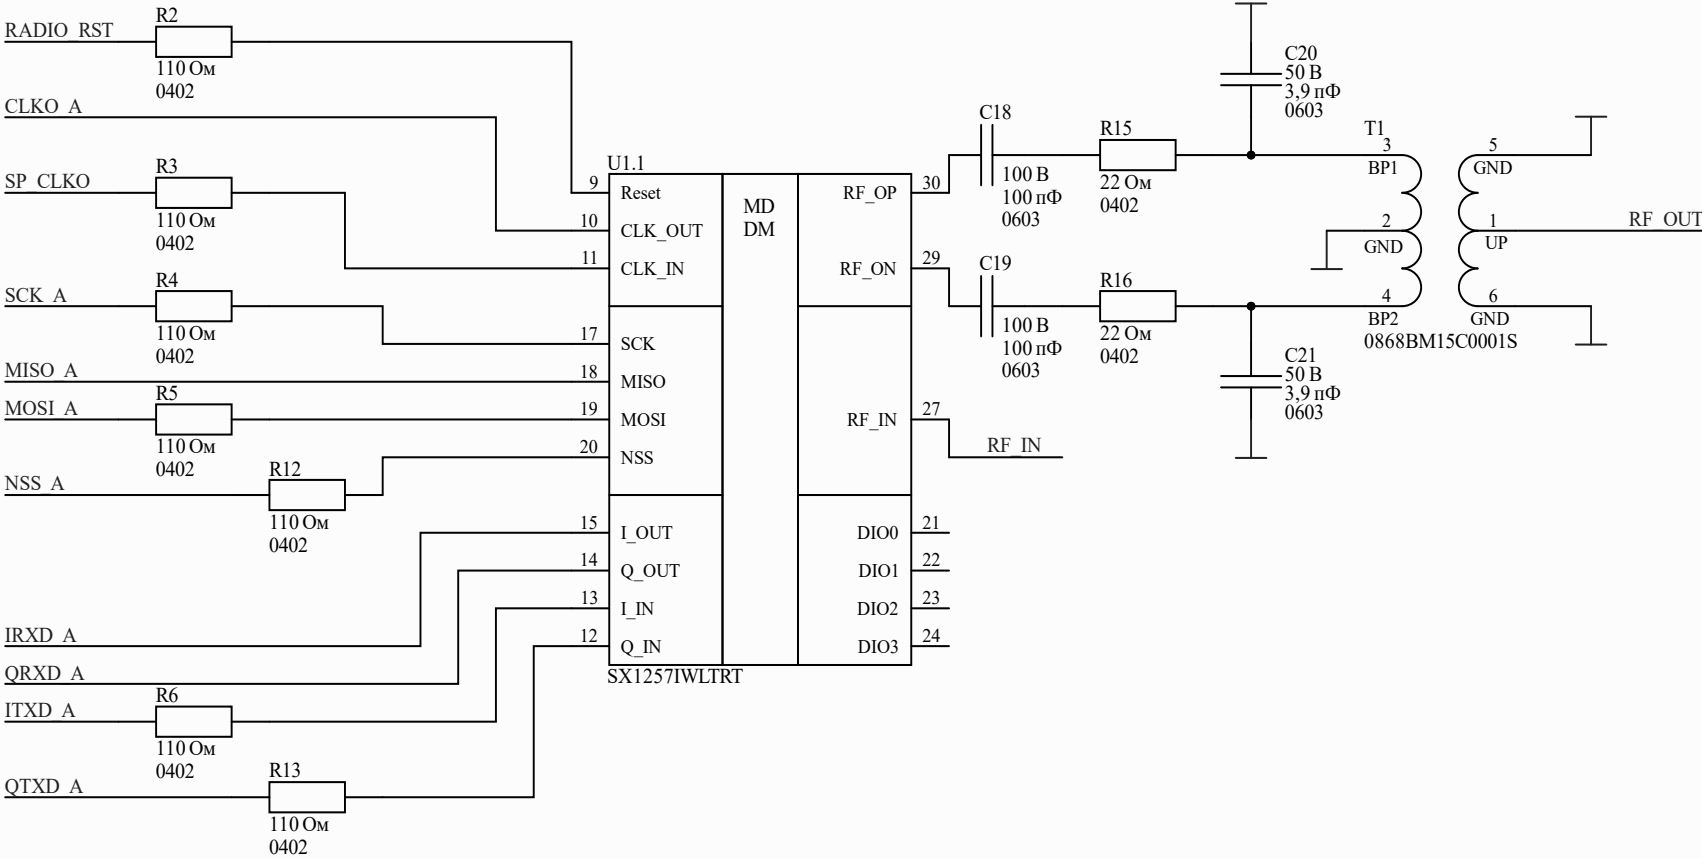 RADIO_RST
R2
110 Ом
0402
CLKO_A
SP_CLKO
R3
110 Ом
0402
SCK_A
R4
110 Ом
0402
MISO_A
MOSI_A
R5
110 Ом
0402
NSS_A
R12
110 Ом
0402
IRXD_A
QRXD_A
ITXD_A
R6
110 Ом
0402
QTXD_A
R13
110 Ом
0402
U1.1
9
Reset
10
CLK_OUT
11
CLK_IN
17
SCK
18
MISO
19
MOSI
20
NSS
15
I_OUT
14
Q_OUT
13
I_IN
12
Q_IN
MD
DM
RF_OP
30
RF_ON
29
RF_IN
27
DIO0
21
DIO1
22
DIO2
23
DIO3
24
SX1257IWLTRT
RF_IN
C18
100 В
100 пФ
0603
R15
22 Ом
0402
C20
50 В
3,9 пФ
0603
C19
100 В
100 пФ
0603
R16
22 Ом
0402
C21
50 В
3,9 пФ
0603
T1
3
BP1
2
GND
4
BP2
5
GND
1
UP
6
GND
0868BM15C0001S
RF_OUT